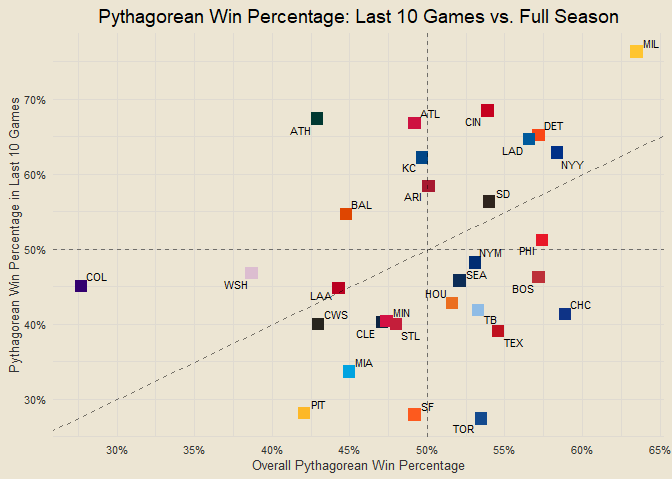 Pythagorean Win Percentage: Last 10 Games vs. Full Season
MIL
70%
ATH
ATL
CIN
DET
LAD
NYY
KC
60%
ARI
SD
BAL
PHI
50%
NYM
SEA
BOS
COL
WSH
LAA
HOU
TB
CHC
CWS
CLE
MIN
STL
TEX
40%
MIA
30%
PIT
SF
TOR
30%
35%
40%
45%
50%
55%
60%
65%
Overall Pythagorean Win Percentage
Pythagorean Win Percentage in Last 10 Games